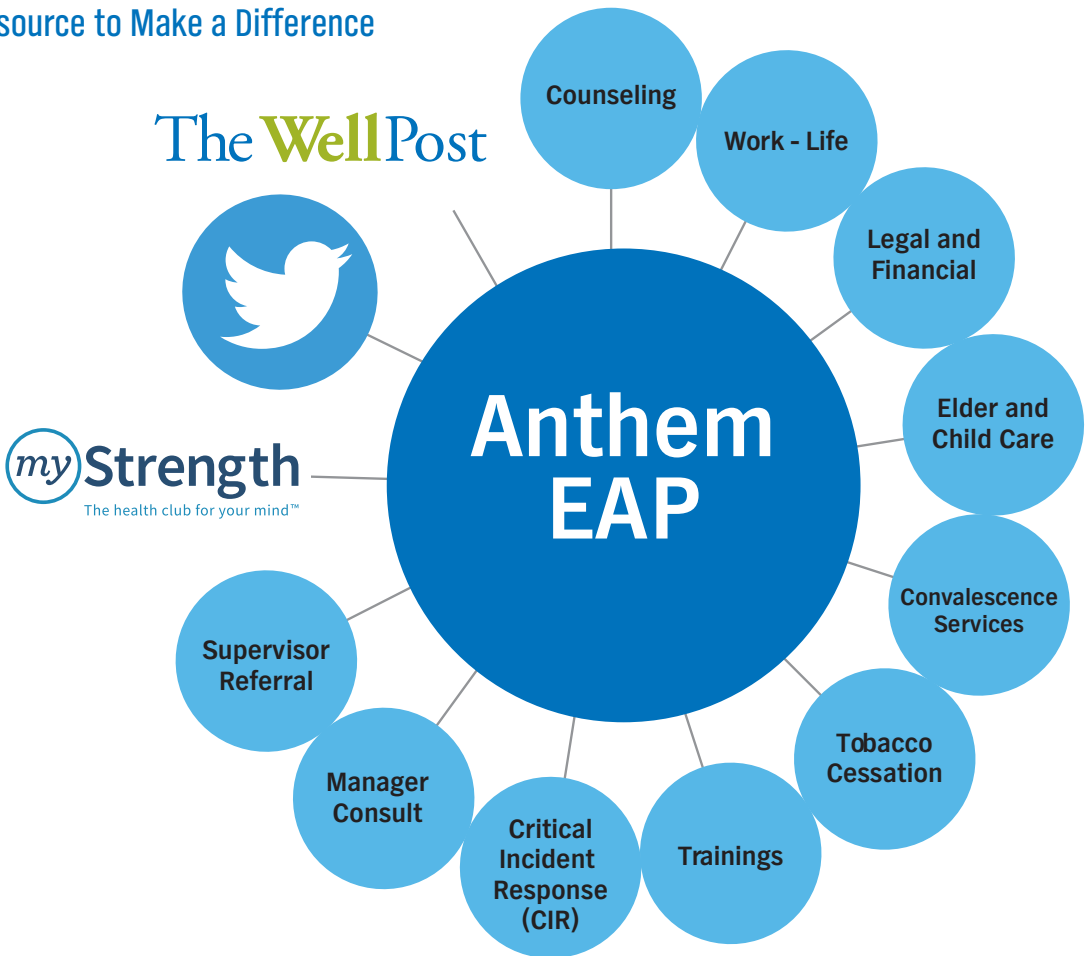 source to Make a Difference
The WellPost
Counseling
Work - Life
Legal and
Financial
Elder and
Child Care
Convalescence
Services
Tobacco
Cessation
Trainings
Critical
Incident
Response
(CIR)
Manager
Consult
Supervisor
Referral
my Strength
The health club for your mind™
Anthem
EAP